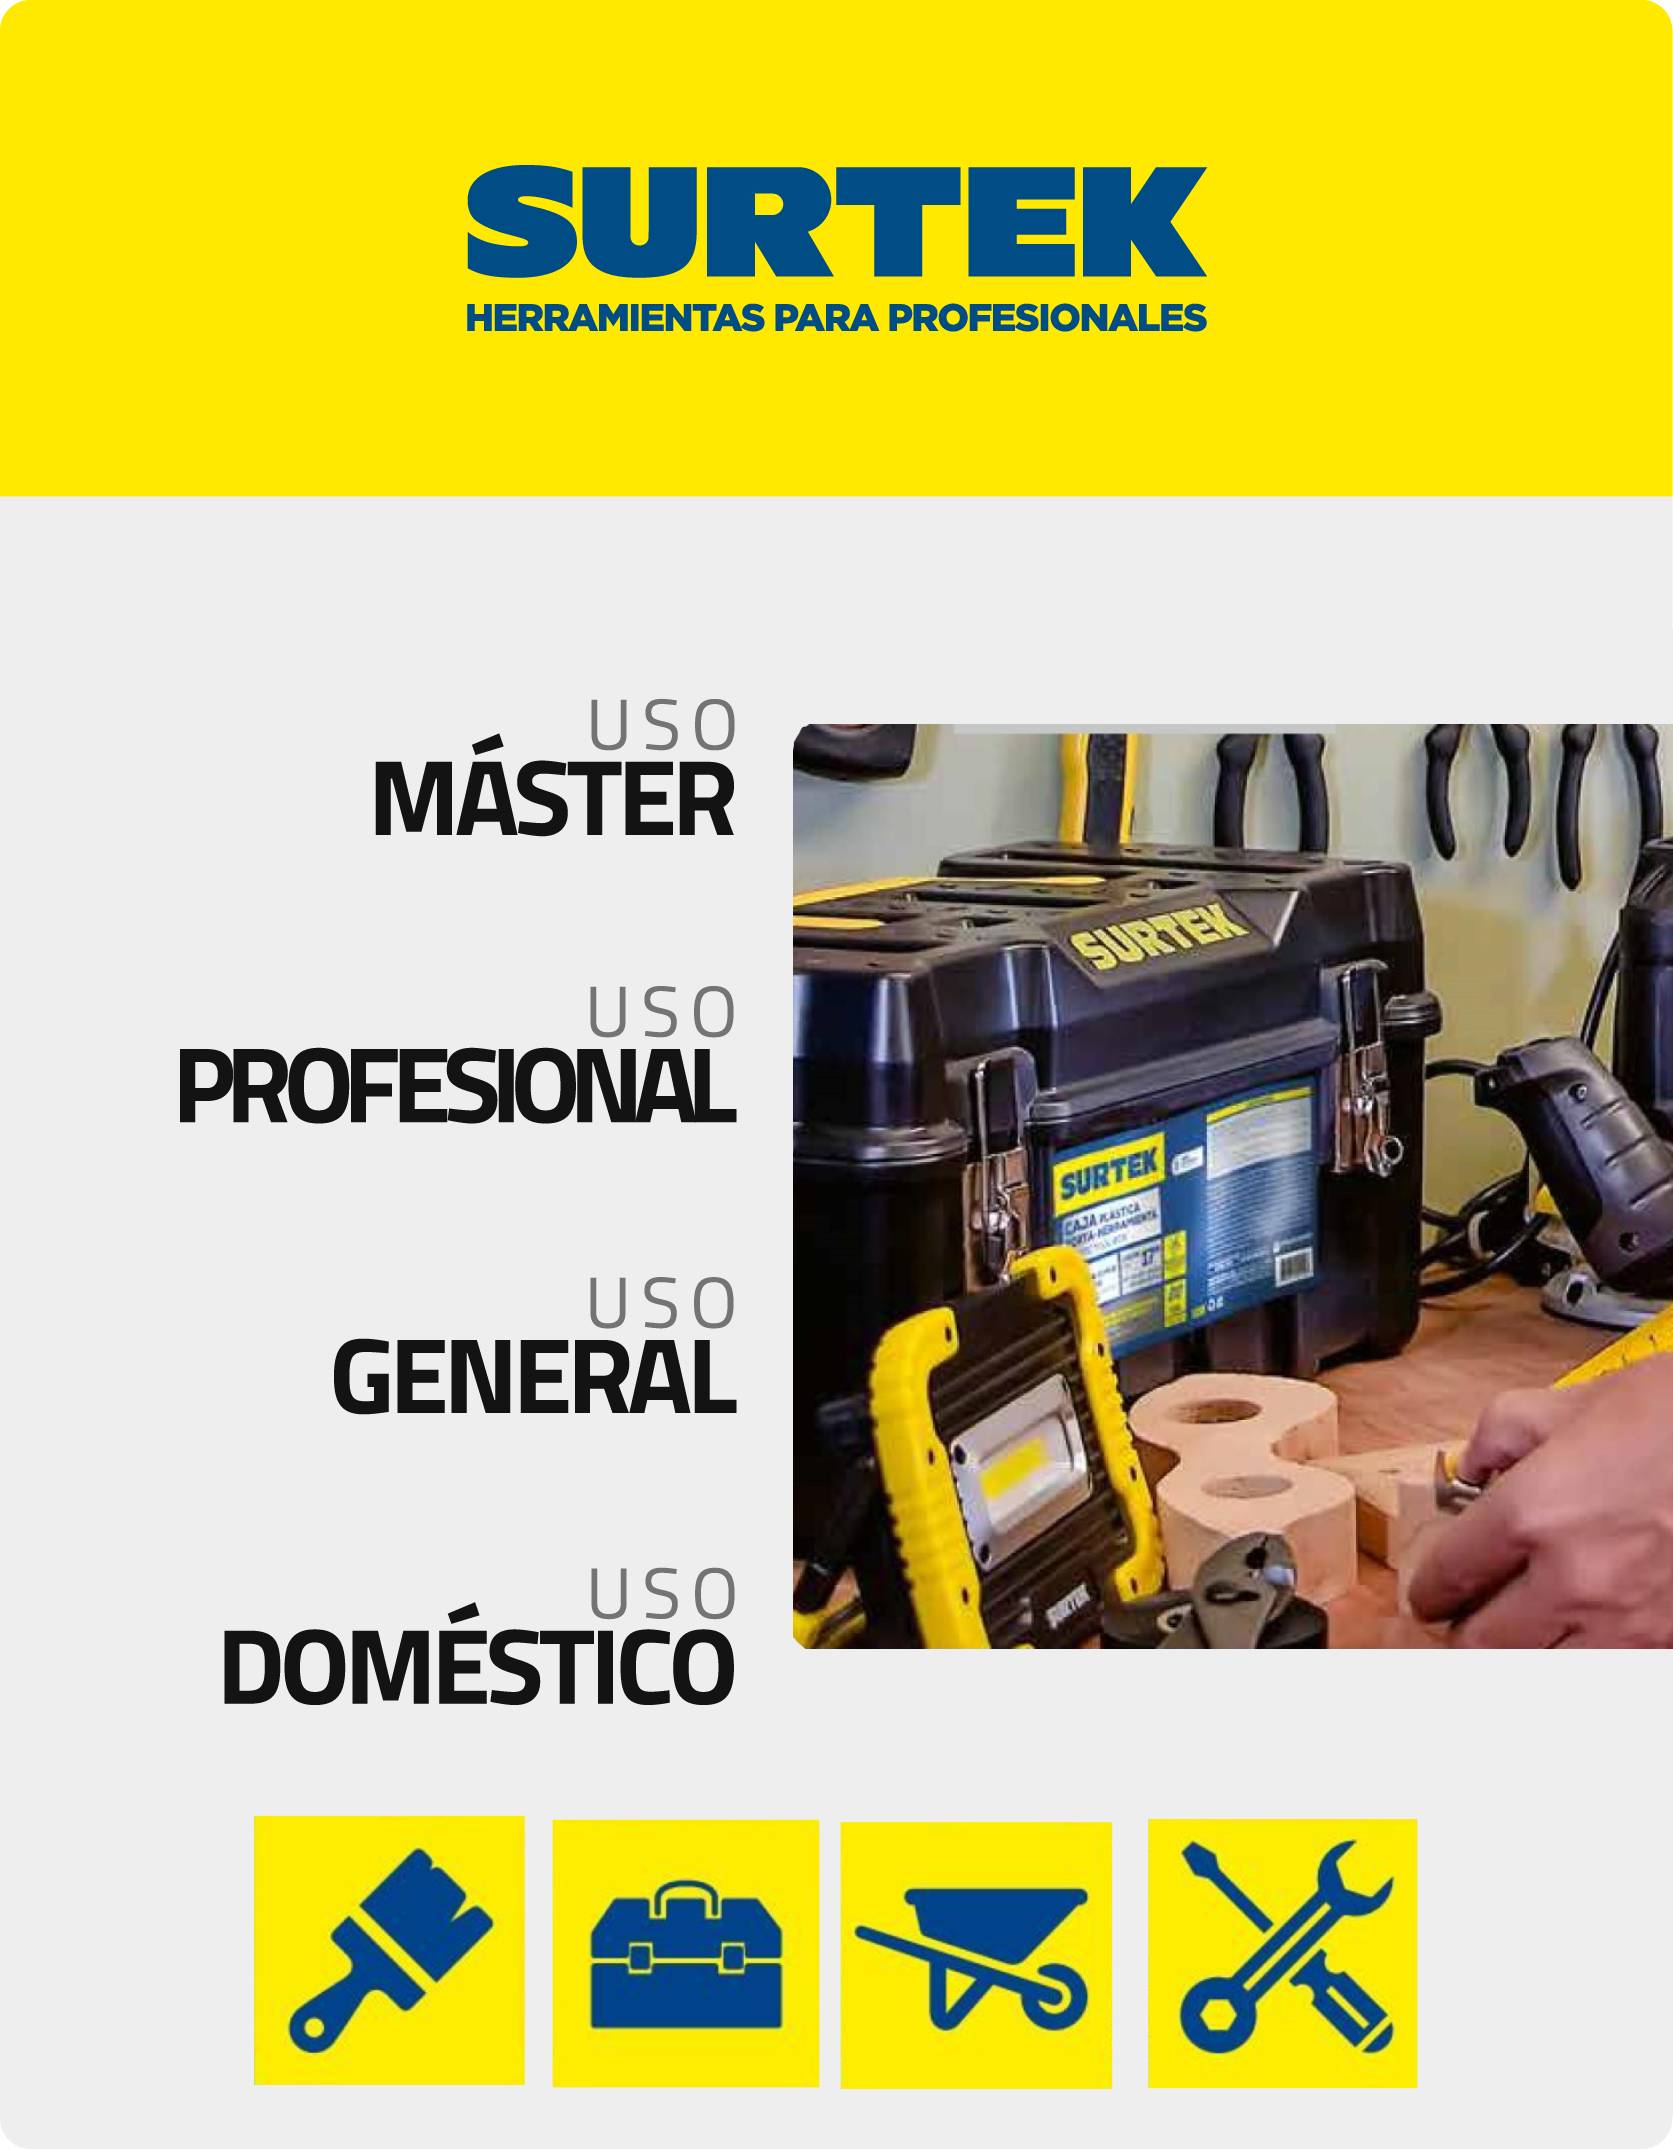 SURTEK
HERRAMIENTAS PARA PROFESIONALES
USO
MÁSTER
USO
PROFESIONAL
USO
GENERAL
USO
DOMÉSTICO
SURTEK
SURTEK
CAJA PLÁSTICA
PORTA-HERRAMIENTA
SURTEK